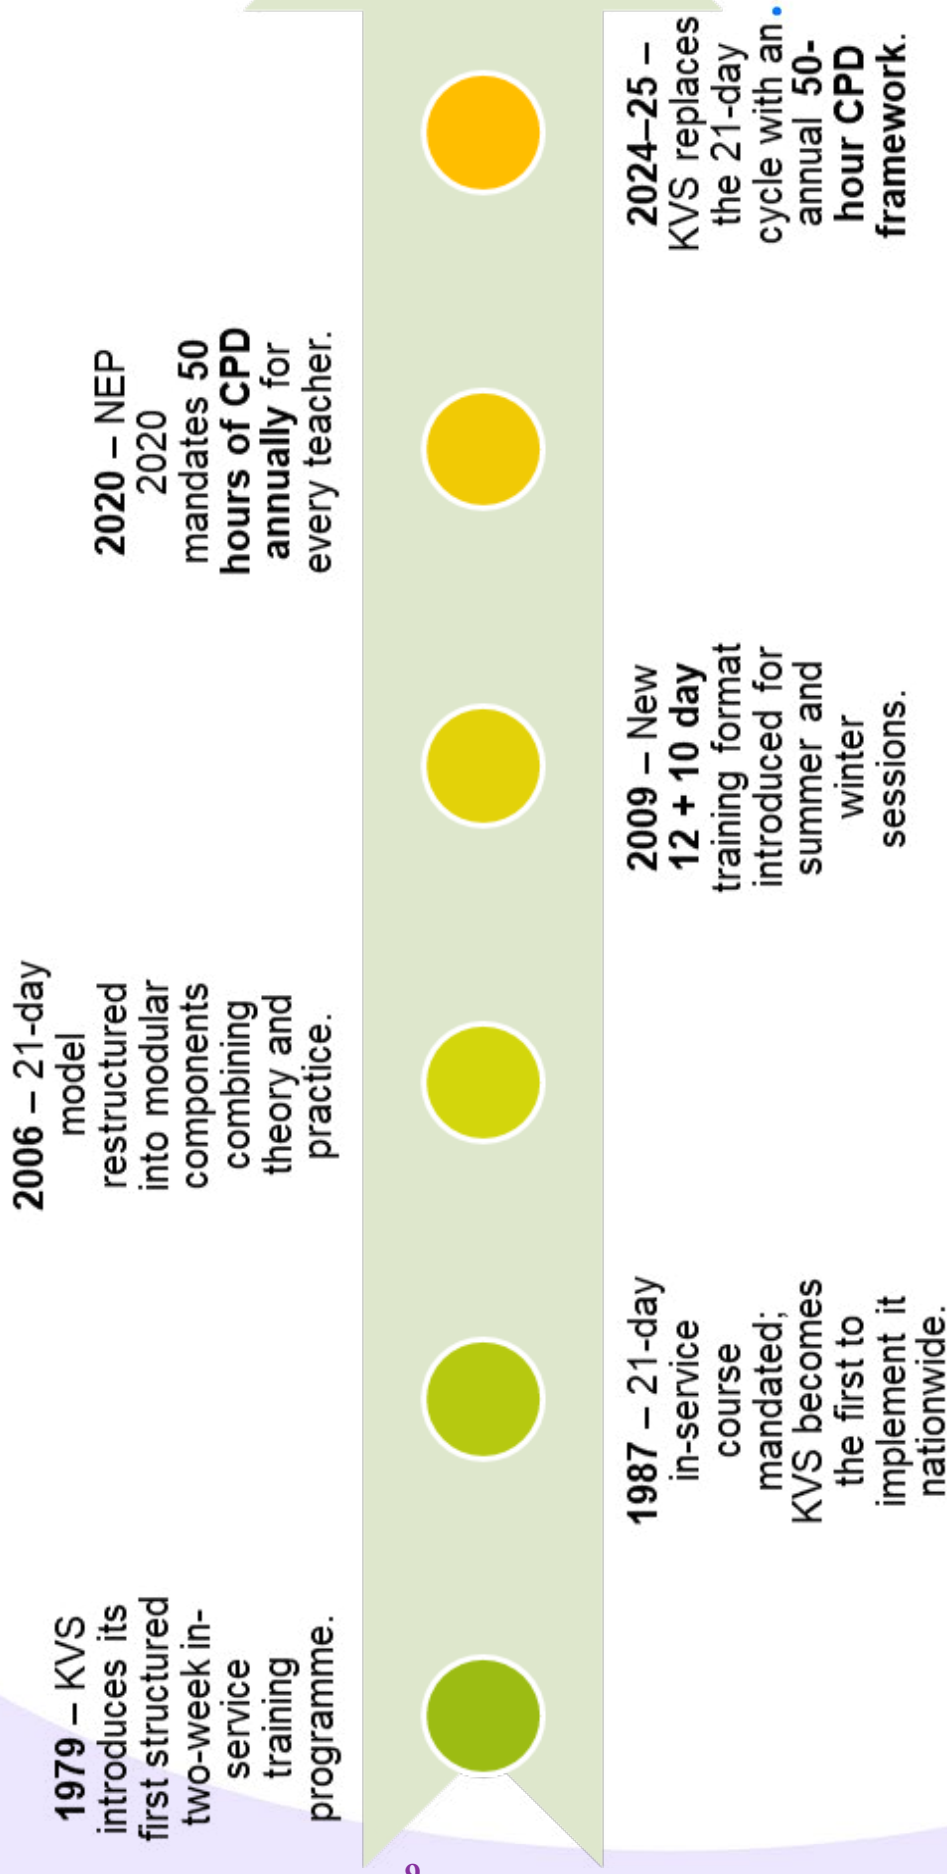 1979 – KVS
introduces its
first structured
two-week in-
service
training
programme.
1987 – 21-day
in-service
course
mandated;
KVS becomes
the first to
implement it
nationwide.
2006 – 21-day
model
restructured
into modular
components
combining
theory and
practice.
2009 – New
12 + 10 day
training format
introduced for
summer and
winter
sessions.
2020 – NEP
2020
mandates 50
hours of CPD
annually for
every teacher.
2024–25 –
KVS replaces
the 21-day
cycle with an.
annual 50-
hour CPD
framework.